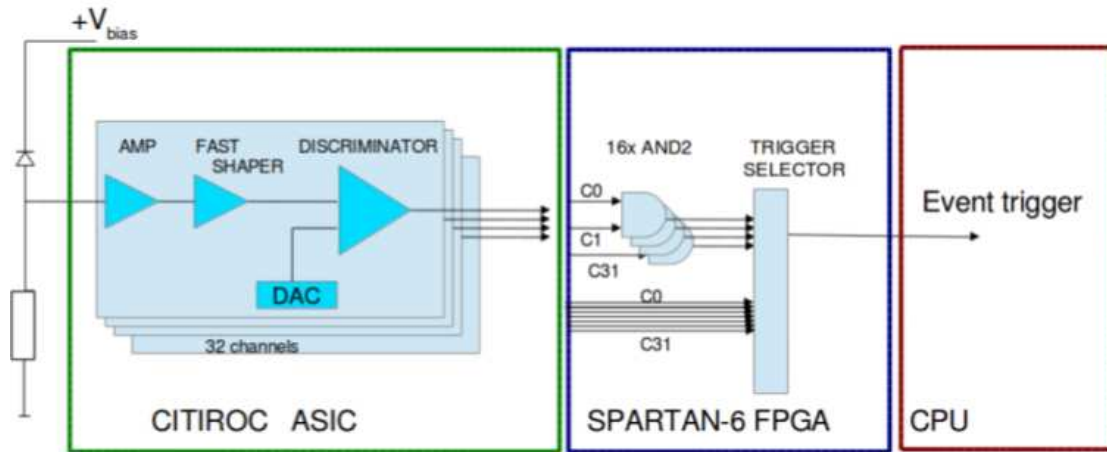 +Vbias
AMP
FAST
SHAPER
DISCRIMINATOR
DAC
32 channels
CITIROC ASIC
16x AND2
TRIGGER
SELECTOR
C0
C1
C31
C0
C31
SPARTAN-6 FPGA
Event trigger
CPU